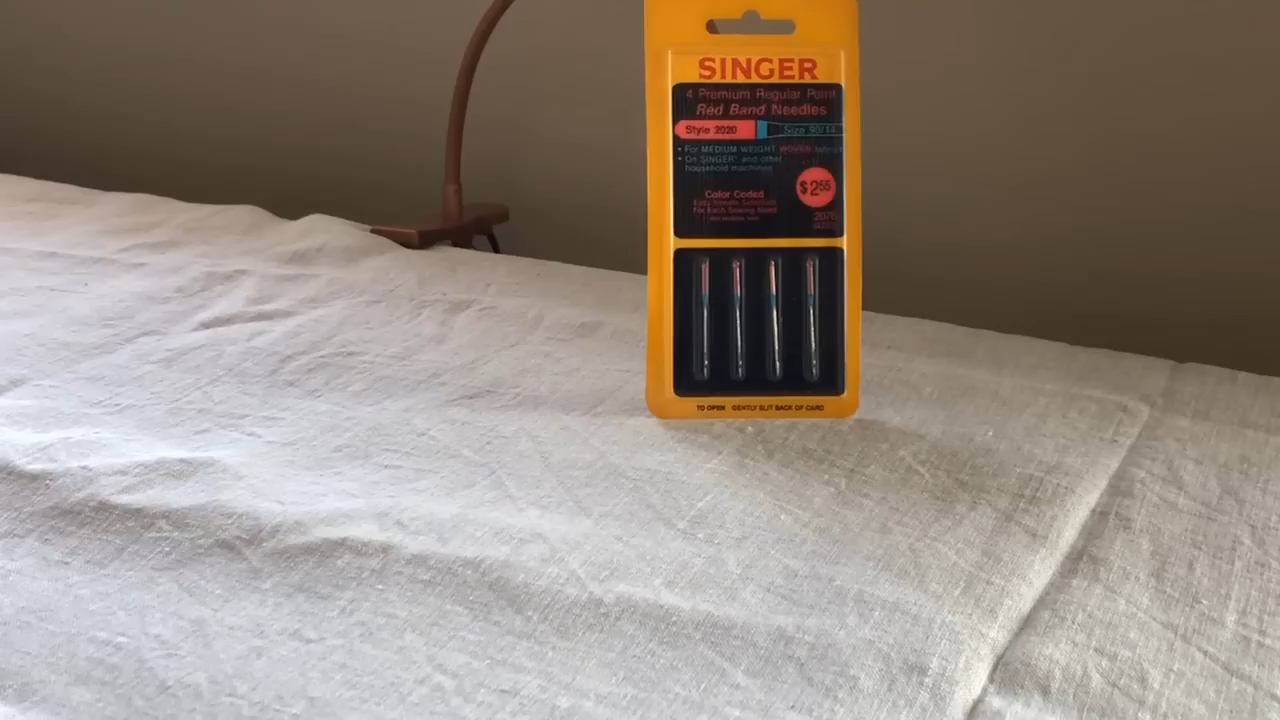 SINGER
4 Premium Regular Point
Red Band Needles
Style 2020 Size 90/14
• For MEDIUM WEIGHT WOVEN fabrics
• On SINGER* and other
household machines
$2.55
Color Coded
Easy Needle Selection
For Each Sewing Need
TO OPEN GENTLY SLIT BACK OF CARD